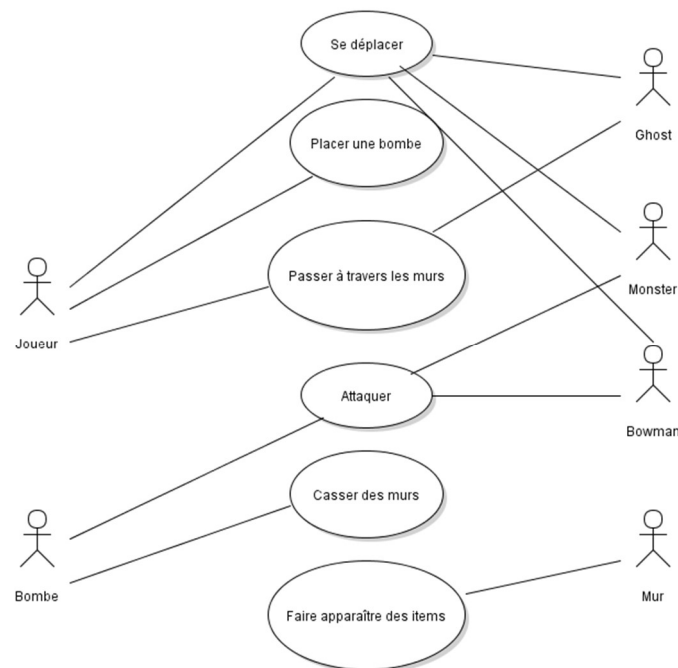 Se déplacer
Ghost
Placer une bombe
Passer à travers les murs
Monster
Joueur
Attaquer
Bowman
Casser des murs
Bombe
Mur
Faire apparaître des items